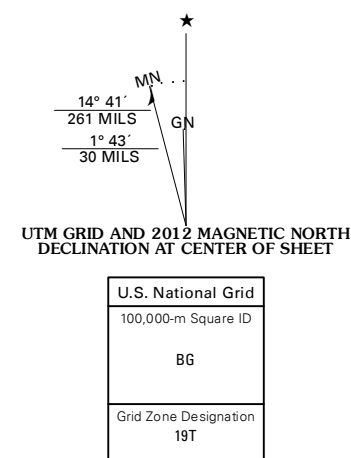 ★
MN
14° 41´
261 MILS
GN
1° 43´
30 MILS
UTM GRID AND 2012 MAGNETIC NORTH
DECLINATION AT CENTER OF SHEET
U.S. National Grid
100,000-m Square ID
BG
Grid Zone Designation
19T